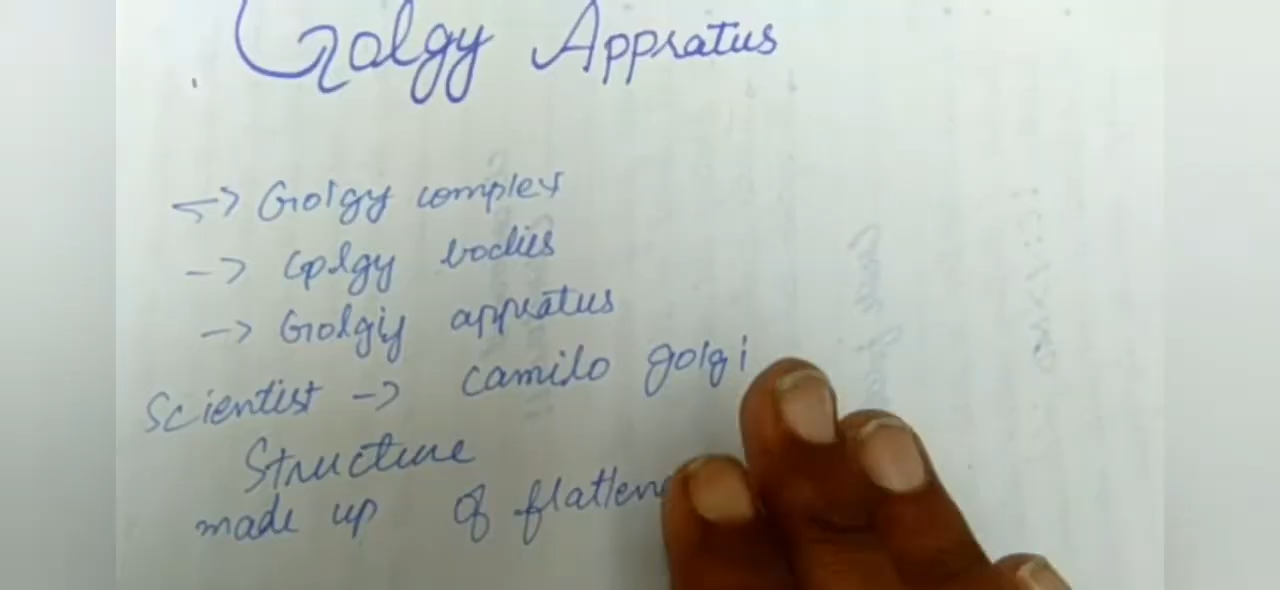 Golgy Appratus
-> Golgy complex
-> Golgy bodies
-> Golgiy appratus
Scientist -> Camilo golgi
Structure
made up of flatten